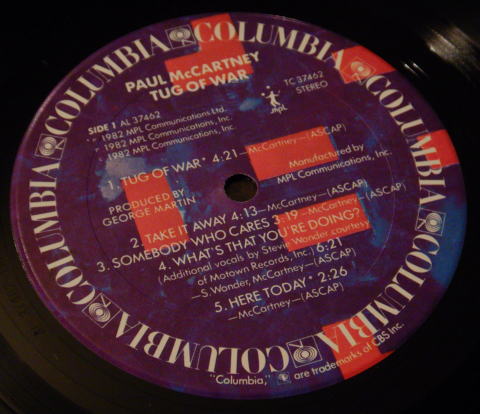 COLUMBIA COLUMBIA COLUMBIA COLUMBIA COLUMBIA COLUMBIA COLUMBIA COLUMBIA
PAUL McCARTNEY
TUG OF WAR
SIDE 1 AL 37462
℗ 1982 MPL Communications Ltd.
℗ 1982 MPL Communications, Inc.
1982 MPL Communications, Inc.
TC 37462
STEREO
mpl
1. TUG OF WAR* 4:21 —McCartney—(ASCAP)
PRODUCED BY
GEORGE MARTIN
Manufactured by
MPL Communications, Inc.
2. TAKE IT AWAY 4:13 —McCartney—(ASCAP)
3. SOMEBODY WHO CARES 3:19 —McCartney—(ASCAP)
4. WHAT'S THAT YOU'RE DOING? 6:21
(Additional vocals by Stevie Wonder courtesy
of Motown Records, Inc.)
—S. Wonder, McCartney—(ASCAP)
5. HERE TODAY* 2:26
—McCartney—(ASCAP)
"Columbia," are trademarks of CBS Inc.